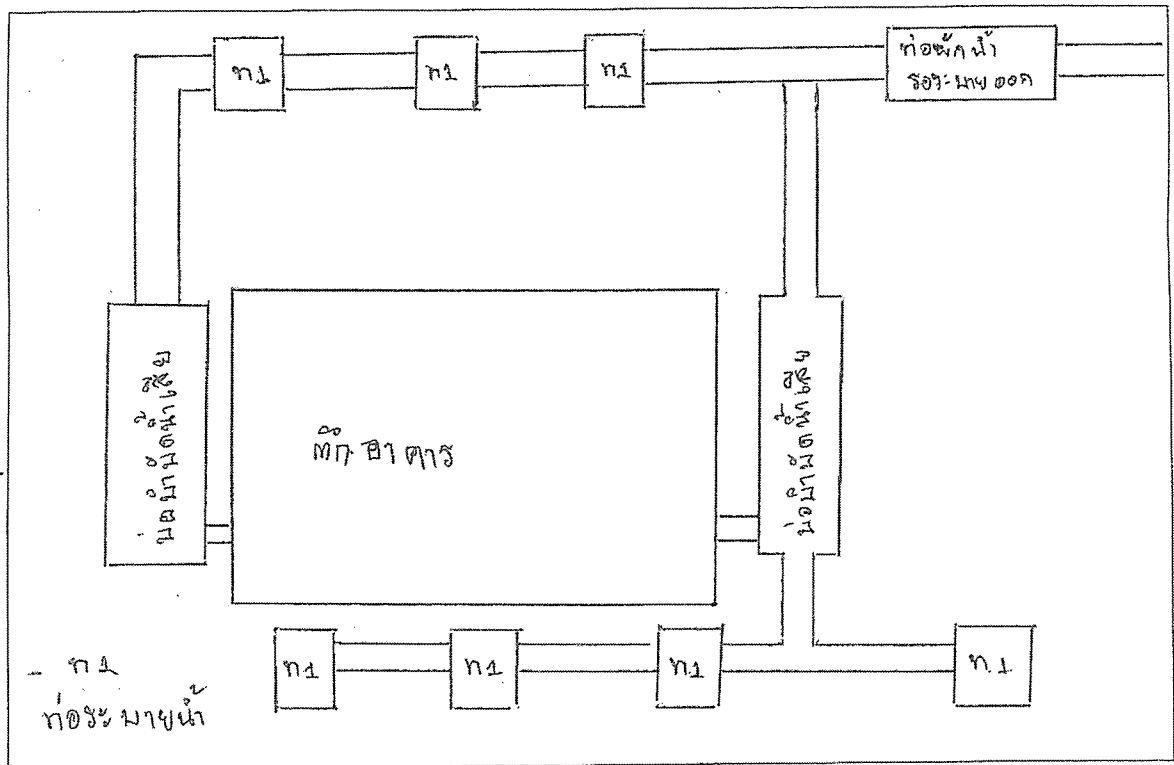 ท1
ท1
ท1
ท่อพักน้ำ
รอระบายออก
บ่อบำบัดน้ำเสีย
ตึกอาคาร
บ่อบำบัดน้ำเสีย
ท1
ท1
ท1
ท1
- ท1
ท่อระบายน้ำ